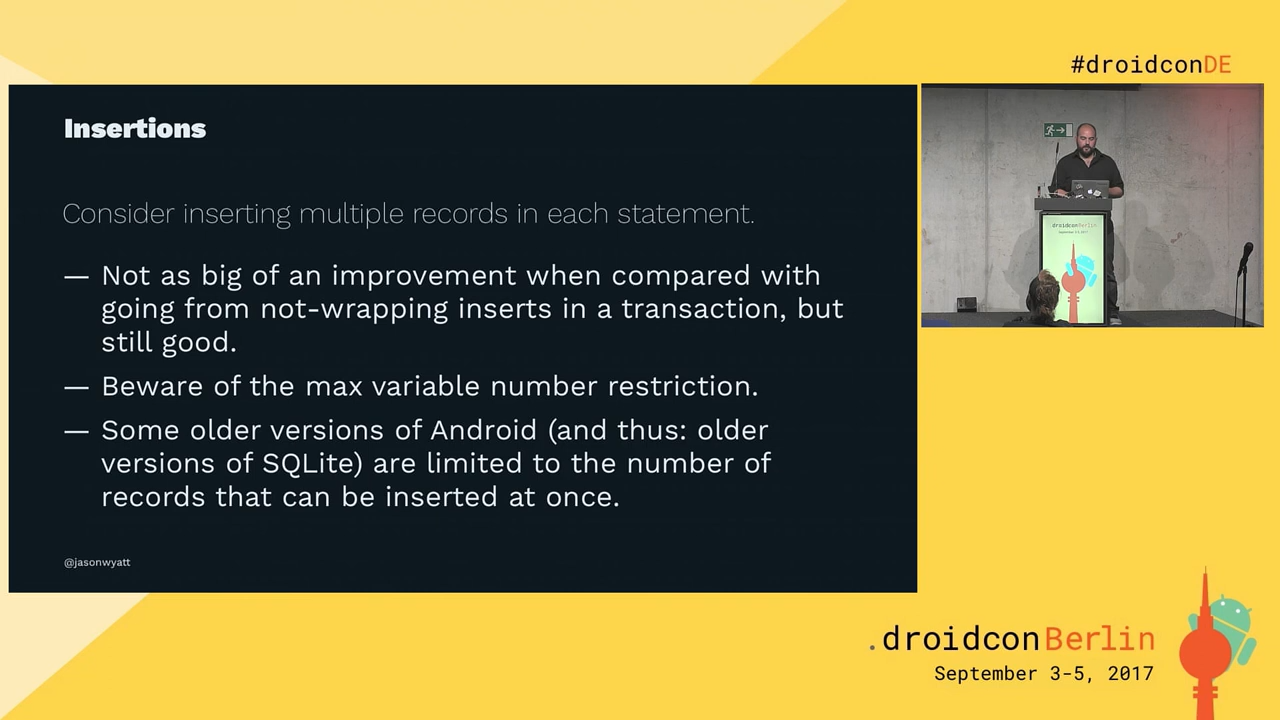 #droidconDE
Insertions
Consider inserting multiple records in each statement.
— Not as big of an improvement when compared with
going from not-wrapping inserts in a transaction, but
still good.
— Beware of the max variable number restriction.
— Some older versions of Android (and thus: older
versions of SQLite) are limited to the number of
records that can be inserted at once.
@jasonwyatt
droidconBerlin
.droidconBerlin
September 3-5, 2017